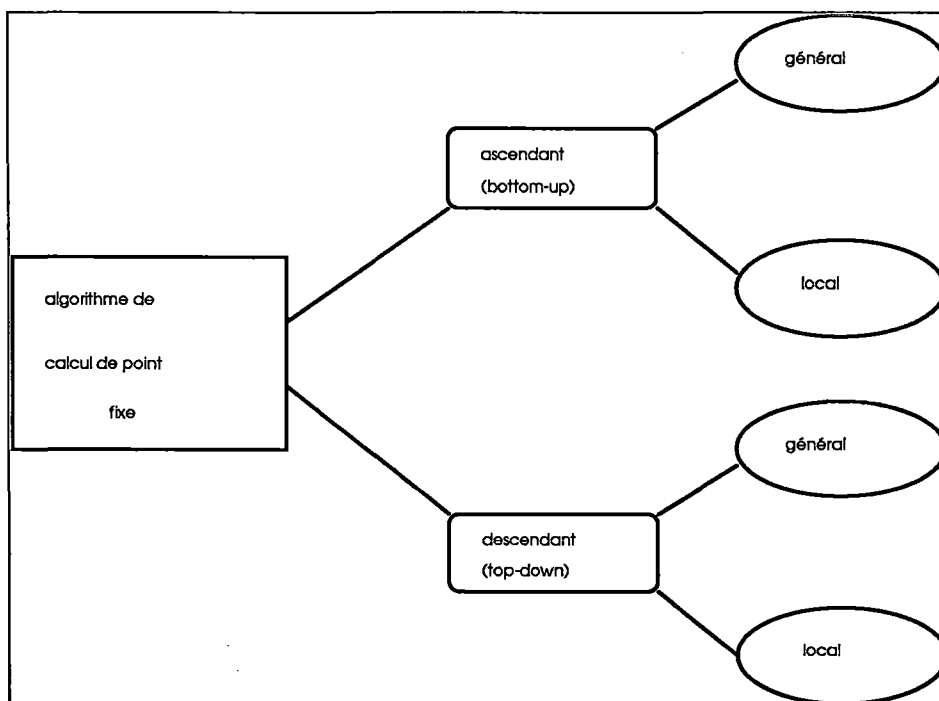 général
ascendant
(bottom-up)
local
algorithme de
calcul de point
fixe
général
descendant
(top-down)
local